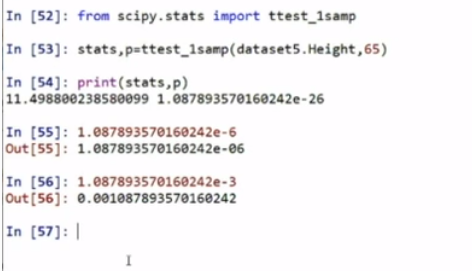 In [52]: from scipy.stats import ttest_1samp
In [53]: stats,p=ttest_1samp(dataset5.Height,65)
In [54]: print(stats,p)
11.498800238580099 1.087893570160242e-26
In [55]: 1.087893570160242e-6
Out[55]: 1.087893570160242e-06
In [56]: 1.087893570160242e-3
Out[56]: 0.001087893570160242
In [57]: